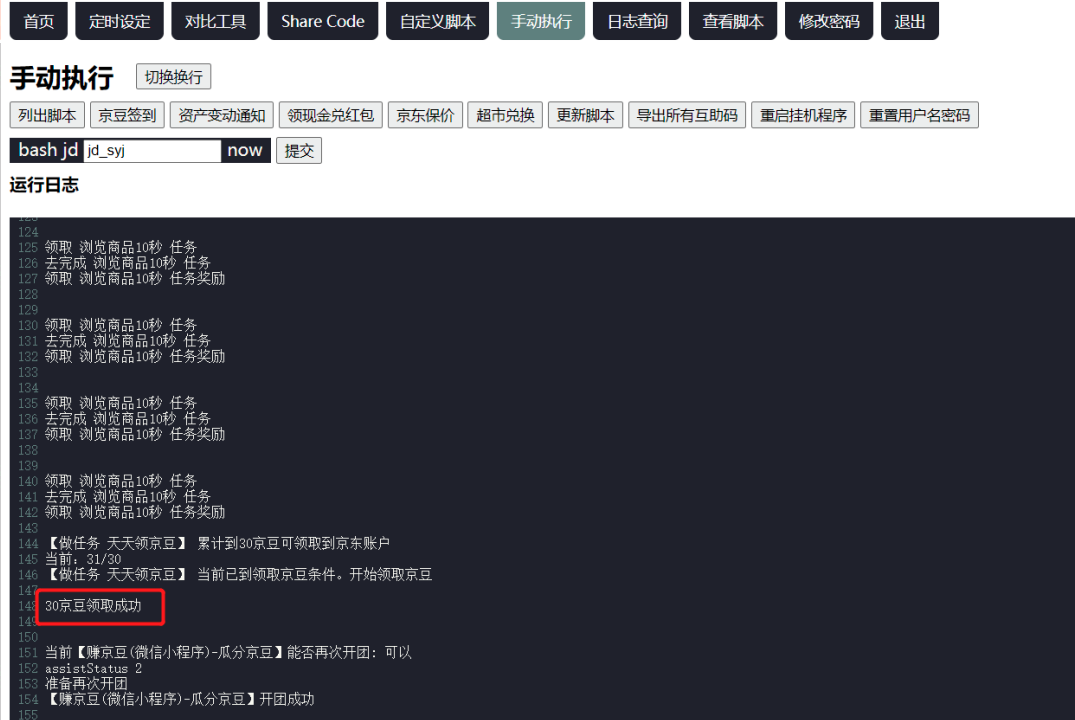 首页 定时设定 对比工具 Share Code 自定义脚本 手动执行 日志查询 查看脚本 修改密码 退出
手动执行 切换换行
列出脚本 京豆签到 资产变动通知 领现金兑红包 京东保价 超市兑换 更新脚本 导出所有互助码 重启挂机程序 重置用户名密码
bash jd jd_syj now 提交
运行日志
123
124
125 领取 浏览商品10秒 任务
126 去完成 浏览商品10秒 任务
127 领取 浏览商品10秒 任务奖励
128
129
130 领取 浏览商品10秒 任务
131 去完成 浏览商品10秒 任务
132 领取 浏览商品10秒 任务奖励
133
134
135 领取 浏览商品10秒 任务
136 去完成 浏览商品10秒 任务
137 领取 浏览商品10秒 任务奖励
138
139
140 领取 浏览商品10秒 任务
141 去完成 浏览商品10秒 任务
142 领取 浏览商品10秒 任务奖励
143
144 【做任务 天天领京豆】 累计到30京豆可领取到京东账户
145 当前：31/30
146 【做任务 天天领京豆】 当前已到领取京豆条件。开始领取京豆
147
148 30京豆领取成功
149
150
151 当前【赚京豆(微信小程序)-瓜分京豆】能否再次开团: 可以
152 assistStatus 2
153 准备再次开团
154 【赚京豆(微信小程序)-瓜分京豆】开团成功
155